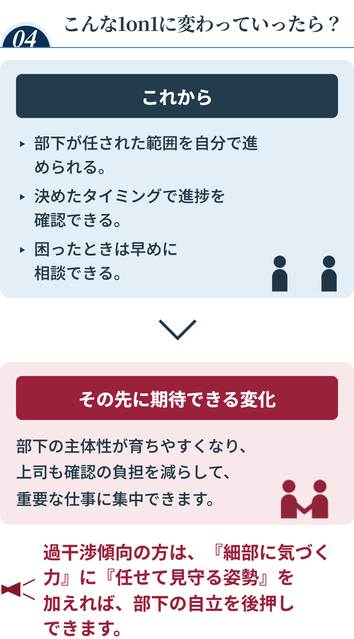 04
こんな1on1に変わっていったら？
これから
▸ 部下が任された範囲を自分で進
められる。
▸ 決めたタイミングで進捗を
確認できる。
▸ 困ったときは早めに
相談できる。
その先に期待できる変化
部下の主体性が育ちやすくなり、
上司も確認の負担を減らして、
重要な仕事に集中できます。
過干渉傾向の方は、『細部に気づく
力』に『任せて見守る姿勢』を
加えれば、部下の自立を後押し
できます。